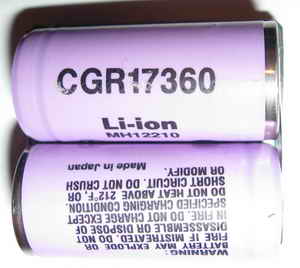 CGR17360
Li-ion
MH12210
Made in Japan
BATTERY MAY EXPLODE OR
FIRE IF MISTREATED. DO NOT
DISASSEMBLE OR DISPOSE OF
IN FIRE. DO NOT CHARGE EXCEPT
SPECIFIED CHARGING CONDITION.
DO NOT HEAT ABOVE 212°F, OR
SHORT CIRCUIT. DO NOT CRUSH
OR MODIFY.